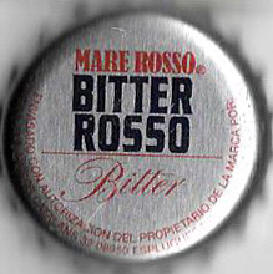 MARE ROSSO®
BITTER
ROSSO
Bitter
ENVASADO CON AUTORIZACION DEL PROPIETARIO DE LA MARCA POR: